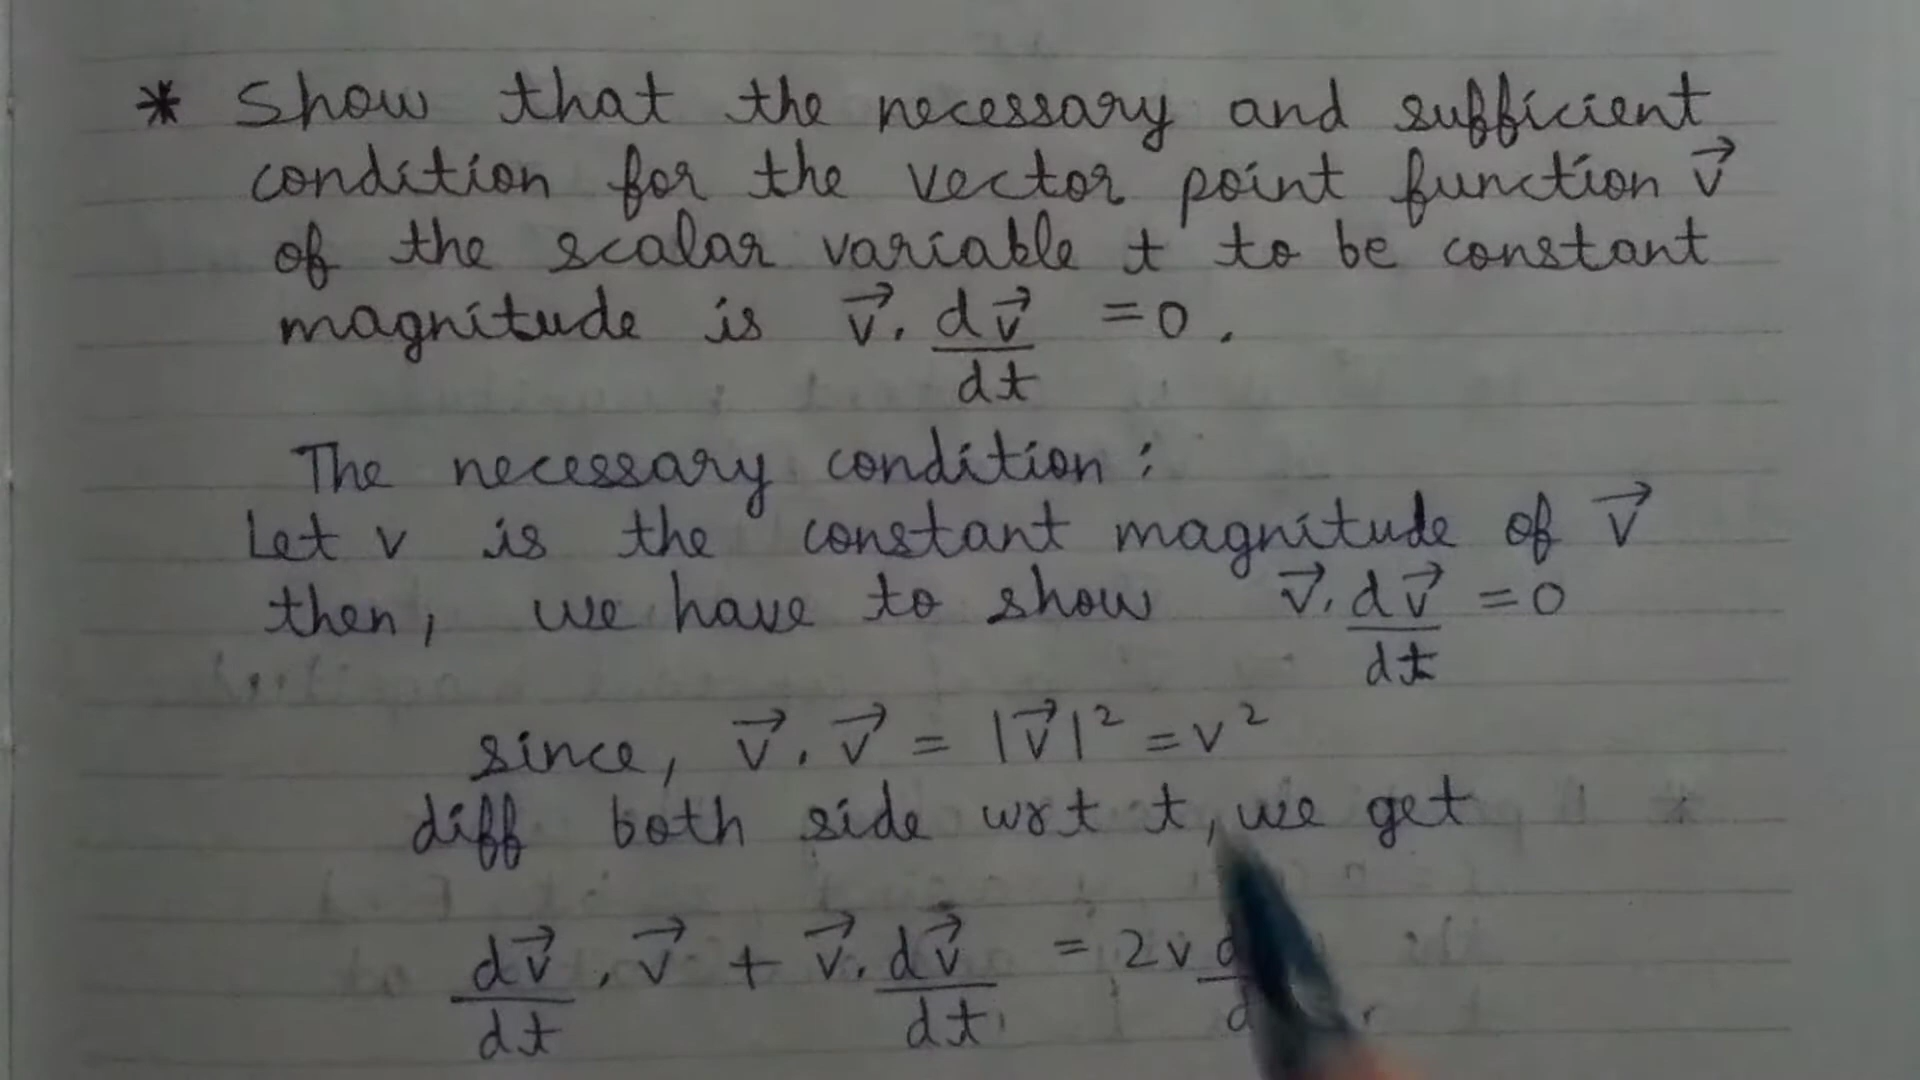 * Show that the necessary and sufficient
condition for the vector point function v⃗
of the scalar variable t to be constant
magnitude is v⃗ . dv⃗/dt = 0 .
The necessary condition :
Let v is the constant magnitude of v⃗
then, we have to show v⃗ . dv⃗/dt = 0
since, v⃗ . v⃗ = |v⃗|² = v²
diff both side wrt t, we get
dv⃗/dt . v⃗ + v⃗ . dv⃗/dt = 2v